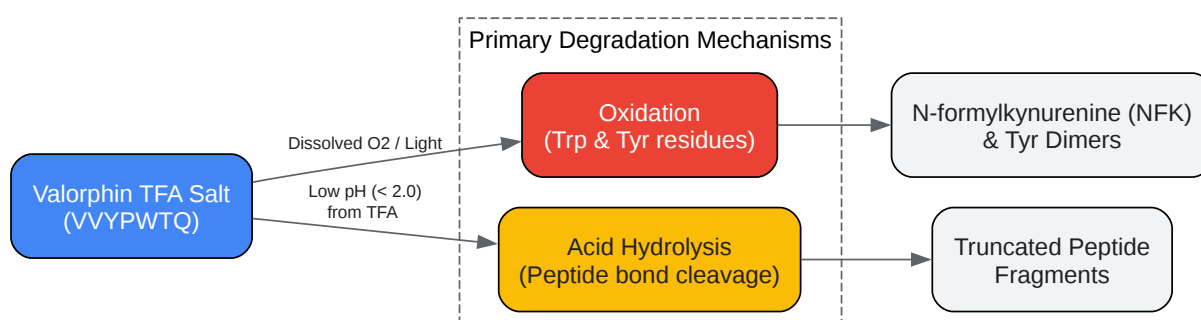 Primary Degradation Mechanisms
Oxidation
(Trp & Tyr residues)
N-formylkynurenine (NFK)
& Tyr Dimers
Dissolved O2 / Light
Valorphin TFA Salt
(VVYPWTQ)
Low pH (< 2.0)
from TFA
Acid Hydrolysis
(Peptide bond cleavage)
Truncated Peptide
Fragments